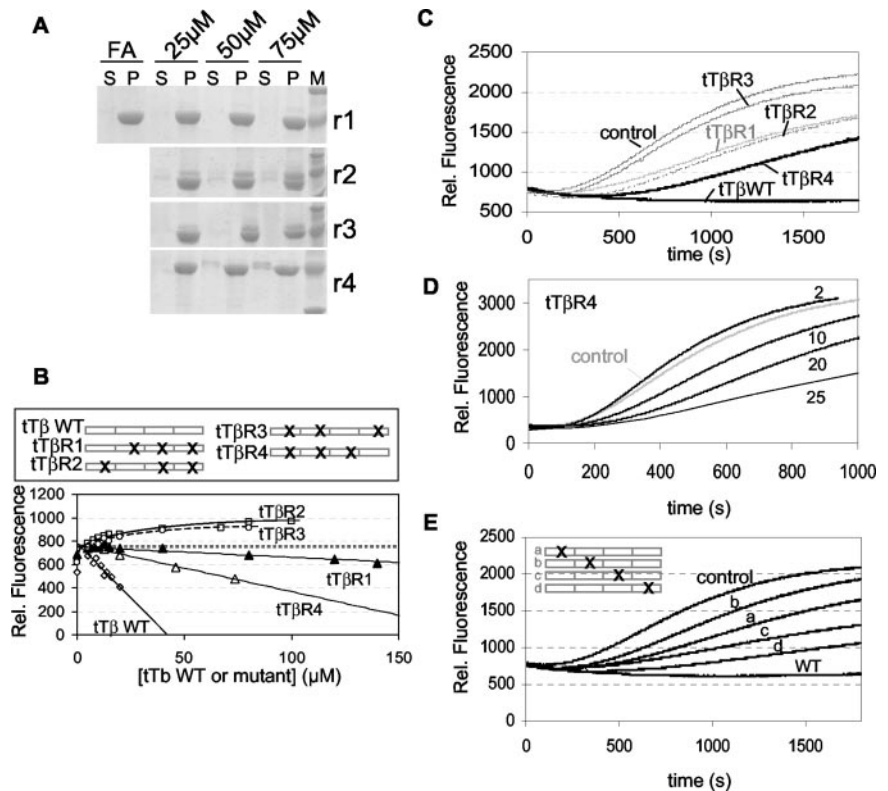 A
FA 25µM 50µM 75µM
S P S P S P S P M
r1
r2
r3
r4
B
tTβ WT
tTβR1
tTβR2
tTβR3
tTβR4
X X X
X X X
X X X
X X X
Rel. Fluorescence
1200
1000
800
600
400
200
0
tTβR2
tTβR3
tTβR1
tTβR4
tTβ WT
0 50 100 150
[tTb WT or mutant] (µM)
C
Rel. Fluorescence
2500
2000
1500
1000
500
tTβR3
control
tTβR2
tTβR1
tTβR4
tTβWT
0 500 1000 1500
time (s)
D
Rel. Fluorescence
3000
2000
1000
0
tTβR4
control
2
10
20
25
0 200 400 600 800 1000
time (s)
E
Rel. Fluorescence
2500
2000
1500
1000
500
0
a X
b X
c X
d X
control
b
a
c
d
WT
0 500 1000 1500
time (s)